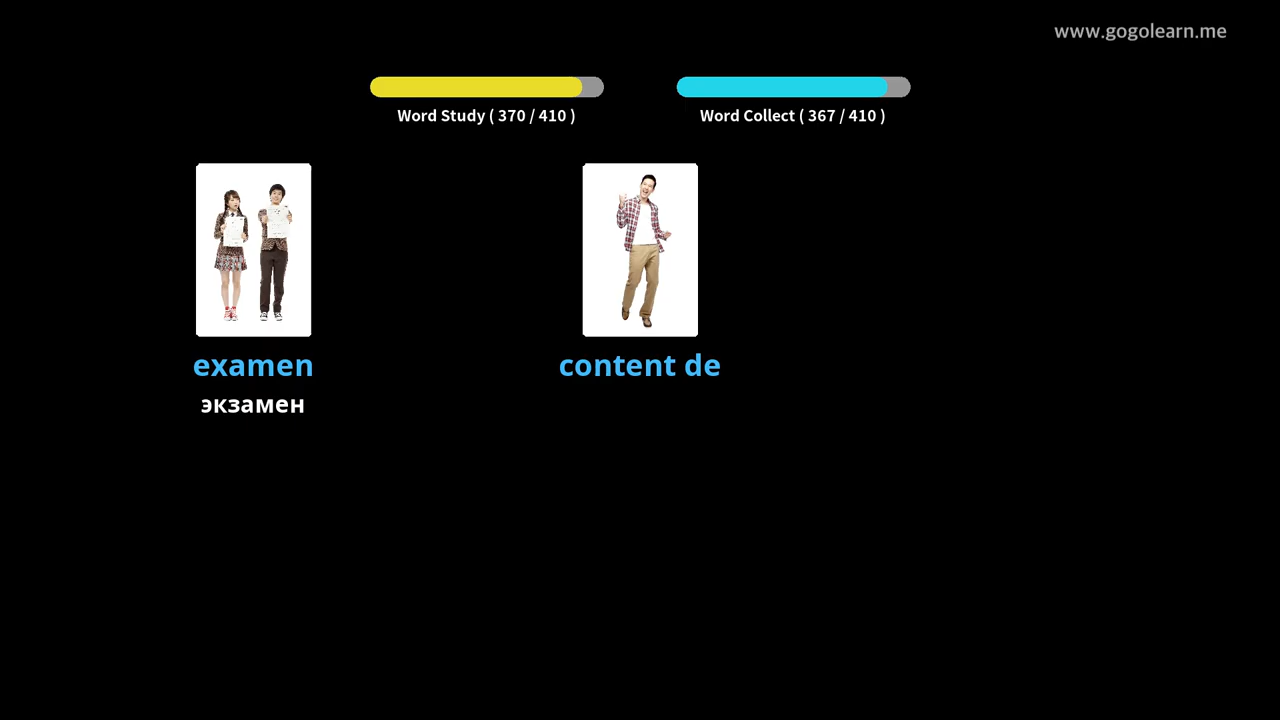 www.gogolearn.me
Word Study ( 370 / 410 )
Word Collect ( 367 / 410 )
examen
экзамен
content de